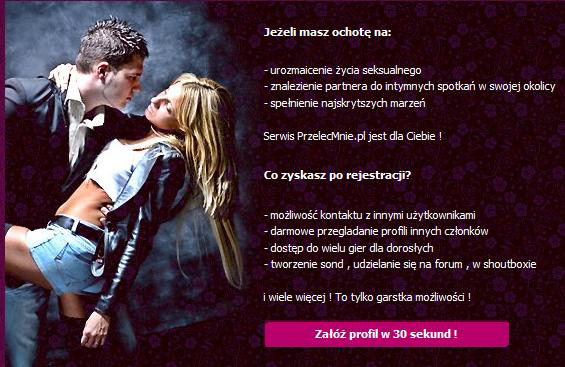 Jeżeli masz ochotę na:
- urozmaicenie życia seksualnego
- znalezienie partnera do intymnych spotkań w swojej okolicy
- spełnienie najskrytszych marzeń
Serwis PrzelecMnie.pl jest dla Ciebie !
Co zyskasz po rejestracji?
- możliwość kontaktu z innymi użytkownikami
- darmowe przegladanie profili innych członków
- dostęp do wielu gier dla dorosłych
- tworzenie sond , udzielanie się na forum , w shoutboxie
i wiele więcej ! To tylko garstka możliwości !
Załóż profil w 30 sekund !